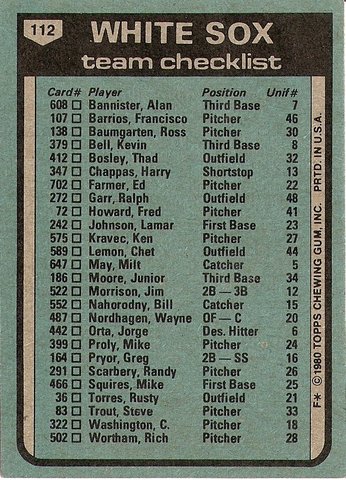 112
WHITE SOX
team checklist
Card# Player Position Unif#
608 □ Bannister, Alan Third Base 7
107 □ Barrios, Francisco Pitcher 46
138 □ Baumgarten, Ross Pitcher 30
379 □ Bell, Kevin Third Base 8
412 □ Bosley, Thad Outfield 32
347 □ Chappas, Harry Shortstop 13
702 □ Farmer, Ed Pitcher 22
272 □ Garr, Ralph Outfield 48
72 □ Howard, Fred Pitcher 41
242 □ Johnson, Lamar First Base 23
575 □ Kravec, Ken Pitcher 27
589 □ Lemon, Chet Outfield 44
647 □ May, Milt Catcher 5
186 □ Moore, Junior Third Base 34
522 □ Morrison, Jim 2B — 3B 12
552 □ Nahorodny, Bill Catcher 15
487 □ Nordhagen, Wayne OF — C 20
442 □ Orta, Jorge Des. Hitter 6
399 □ Proly, Mike Pitcher 24
164 □ Pryor, Greg 2B — SS 16
291 □ Scarbery, Randy Pitcher 26
466 □ Squires, Mike First Base 25
36 □ Torres, Rusty Outfield 21
83 □ Trout, Steve Pitcher 33
322 □ Washington, C. Pitcher 18
502 □ Wortham, Rich Pitcher 28
F* © 1980 TOPPS CHEWING GUM, INC. PRTD. IN U.S.A.